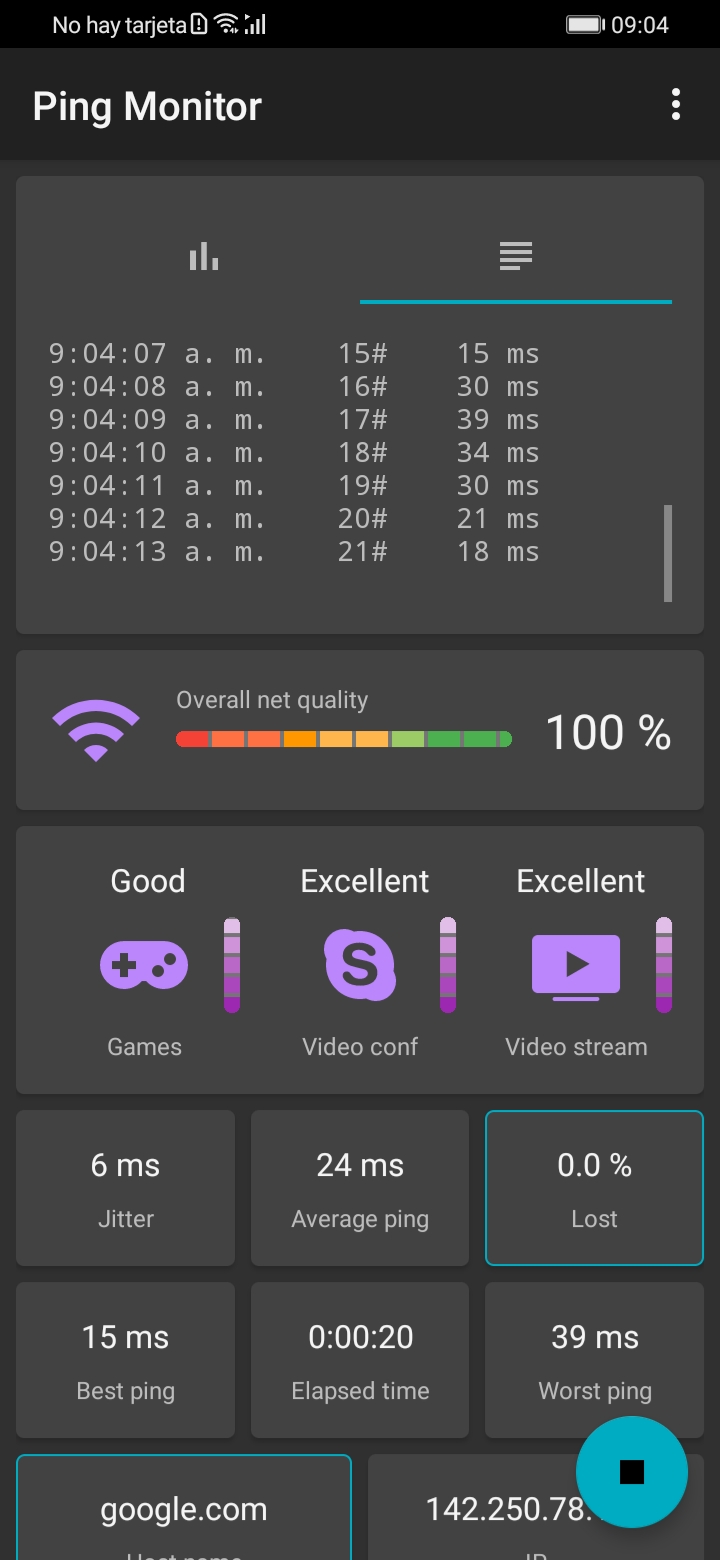 No hay tarjeta 09:04
Ping Monitor
9:04:07 a. m. 15# 15 ms
9:04:08 a. m. 16# 30 ms
9:04:09 a. m. 17# 39 ms
9:04:10 a. m. 18# 34 ms
9:04:11 a. m. 19# 30 ms
9:04:12 a. m. 20# 21 ms
9:04:13 a. m. 21# 18 ms
Overall net quality
100 %
Good Excellent Excellent
Games Video conf Video stream
6 ms 24 ms 0.0 %
Jitter Average ping Lost
15 ms 0:00:20 39 ms
Best ping Elapsed time Worst ping
google.com 142.250.78.
Host name IP